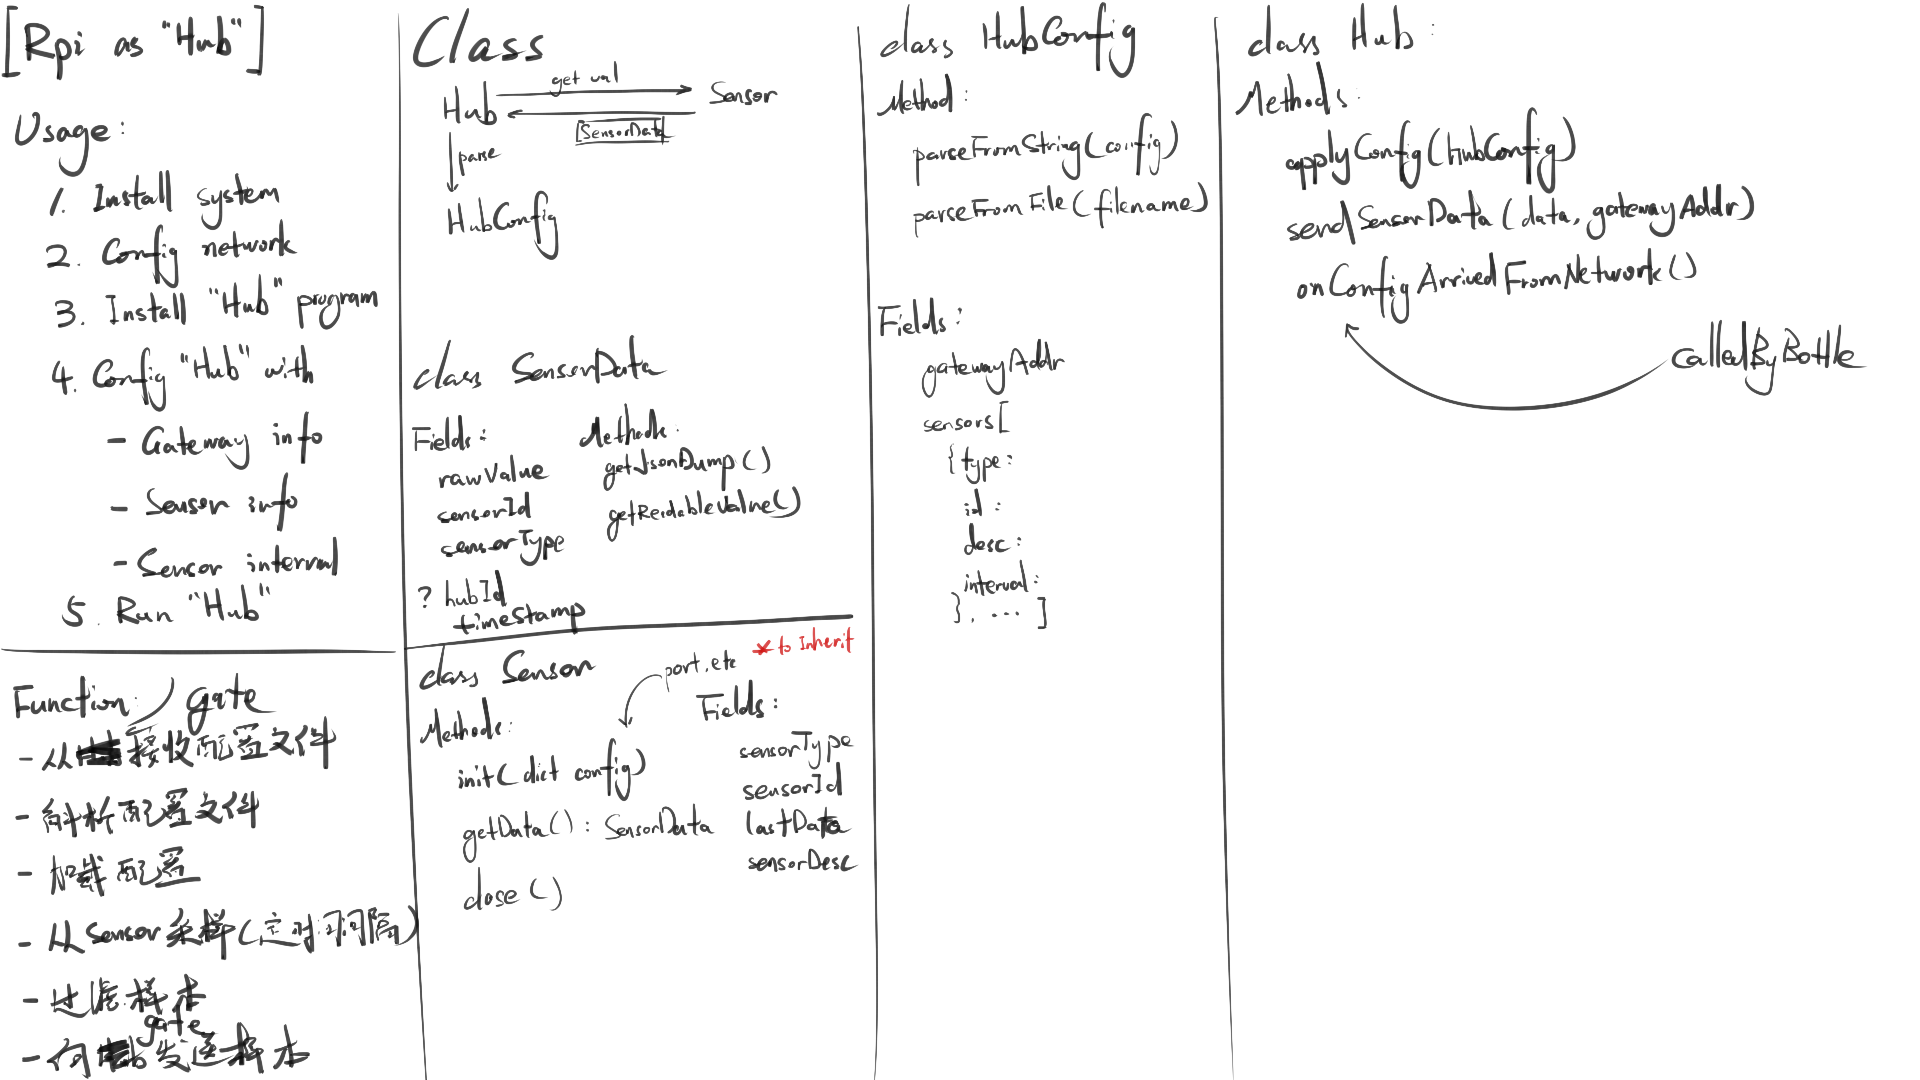 [Rpi as "Hub"]
Usage:
1. Install system
2. Config network
3. Install "Hub" program
4. Config "Hub" with
- Gateway info
- Sensor info
- Sensor interval
5. Run "Hub"
Function:
gate
- 从 接收配置文件
- 解析配置文件
- 加载配置
- 从Sensor采样(定时间隔)
- 过滤样本
gate
- 向 发送样本
Class
Hub
get val
Sensor
[SensorData]
parse
HubConfig
class SensorData
Fields:
rawValue
sensorId
sensorType
? hubId
timeStamp
Methods:
getJsonDump()
getReadableValue()
class Sensor
* to Inherit
port.etc
Methods:
init(dict config)
getData(): SensorData
close()
Fields:
sensorType
sensorId
lastData
sensorDesc
class HubConfig
Method:
parseFromString(config)
parseFromFile(filename)
Fields:
gatewayAddr
sensors[
{type:
id:
desc:
interval:
}, ... ]
class Hub:
Methods:
applyConfig(HubConfig)
sendSensorData(data, gatewayAddr)
onConfigArrivedFromNetwork()
calledByBottle